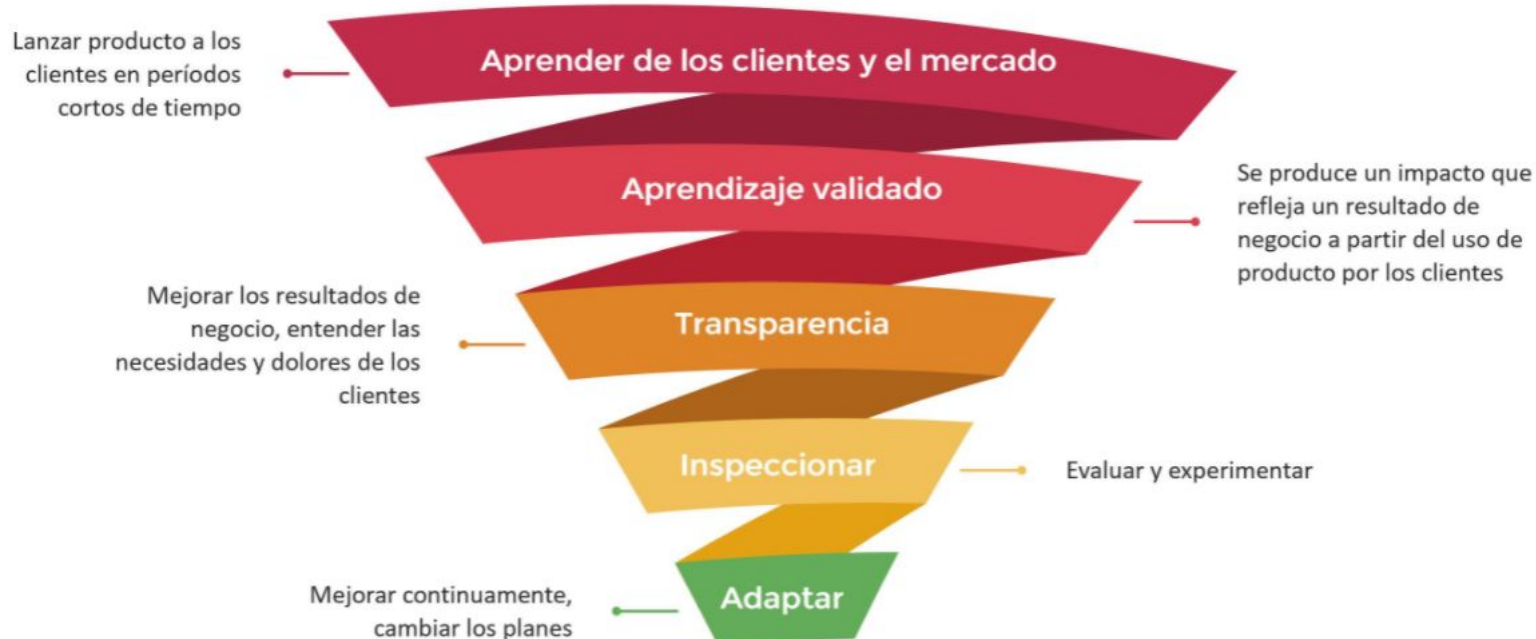 Lanzar producto a los
clientes en períodos
cortos de tiempo
Aprender de los clientes y el mercado
Aprendizaje validado
Se produce un impacto que
refleja un resultado de
negocio a partir del uso de
producto por los clientes
Mejorar los resultados de
negocio, entender las
necesidades y dolores de los
clientes
Transparencia
Inspeccionar
Evaluar y experimentar
Mejorar continuamente,
cambiar los planes
Adaptar